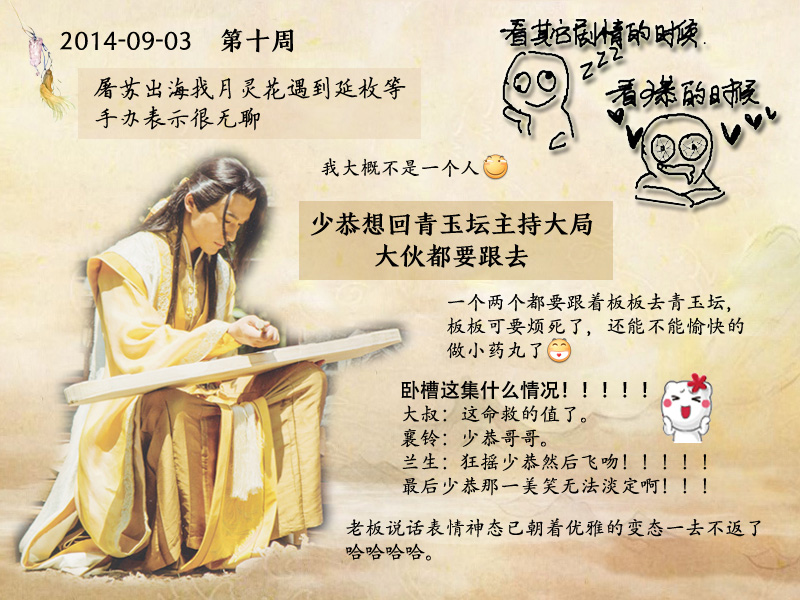 2014-09-03 第十周
看其它剧情的时候
zzz
看少恭的时候
屠苏出海找月灵花遇到延枚等
手办表示很无聊
我大概不是一个人
少恭想回青玉坛主持大局
大伙都要跟去
一个两个都要跟着板板去青玉坛，
板板可要烦死了，还能不能愉快的
做小药丸了
卧槽这集什么情况！！！！！
大叔：这命救的值了。
襄铃：少恭哥哥。
兰生：狂摇少恭然后飞吻！！！！！
最后少恭那一美笑无法淡定啊！！！
老板说话表情神态已朝着优雅的变态一去不返了
哈哈哈哈。